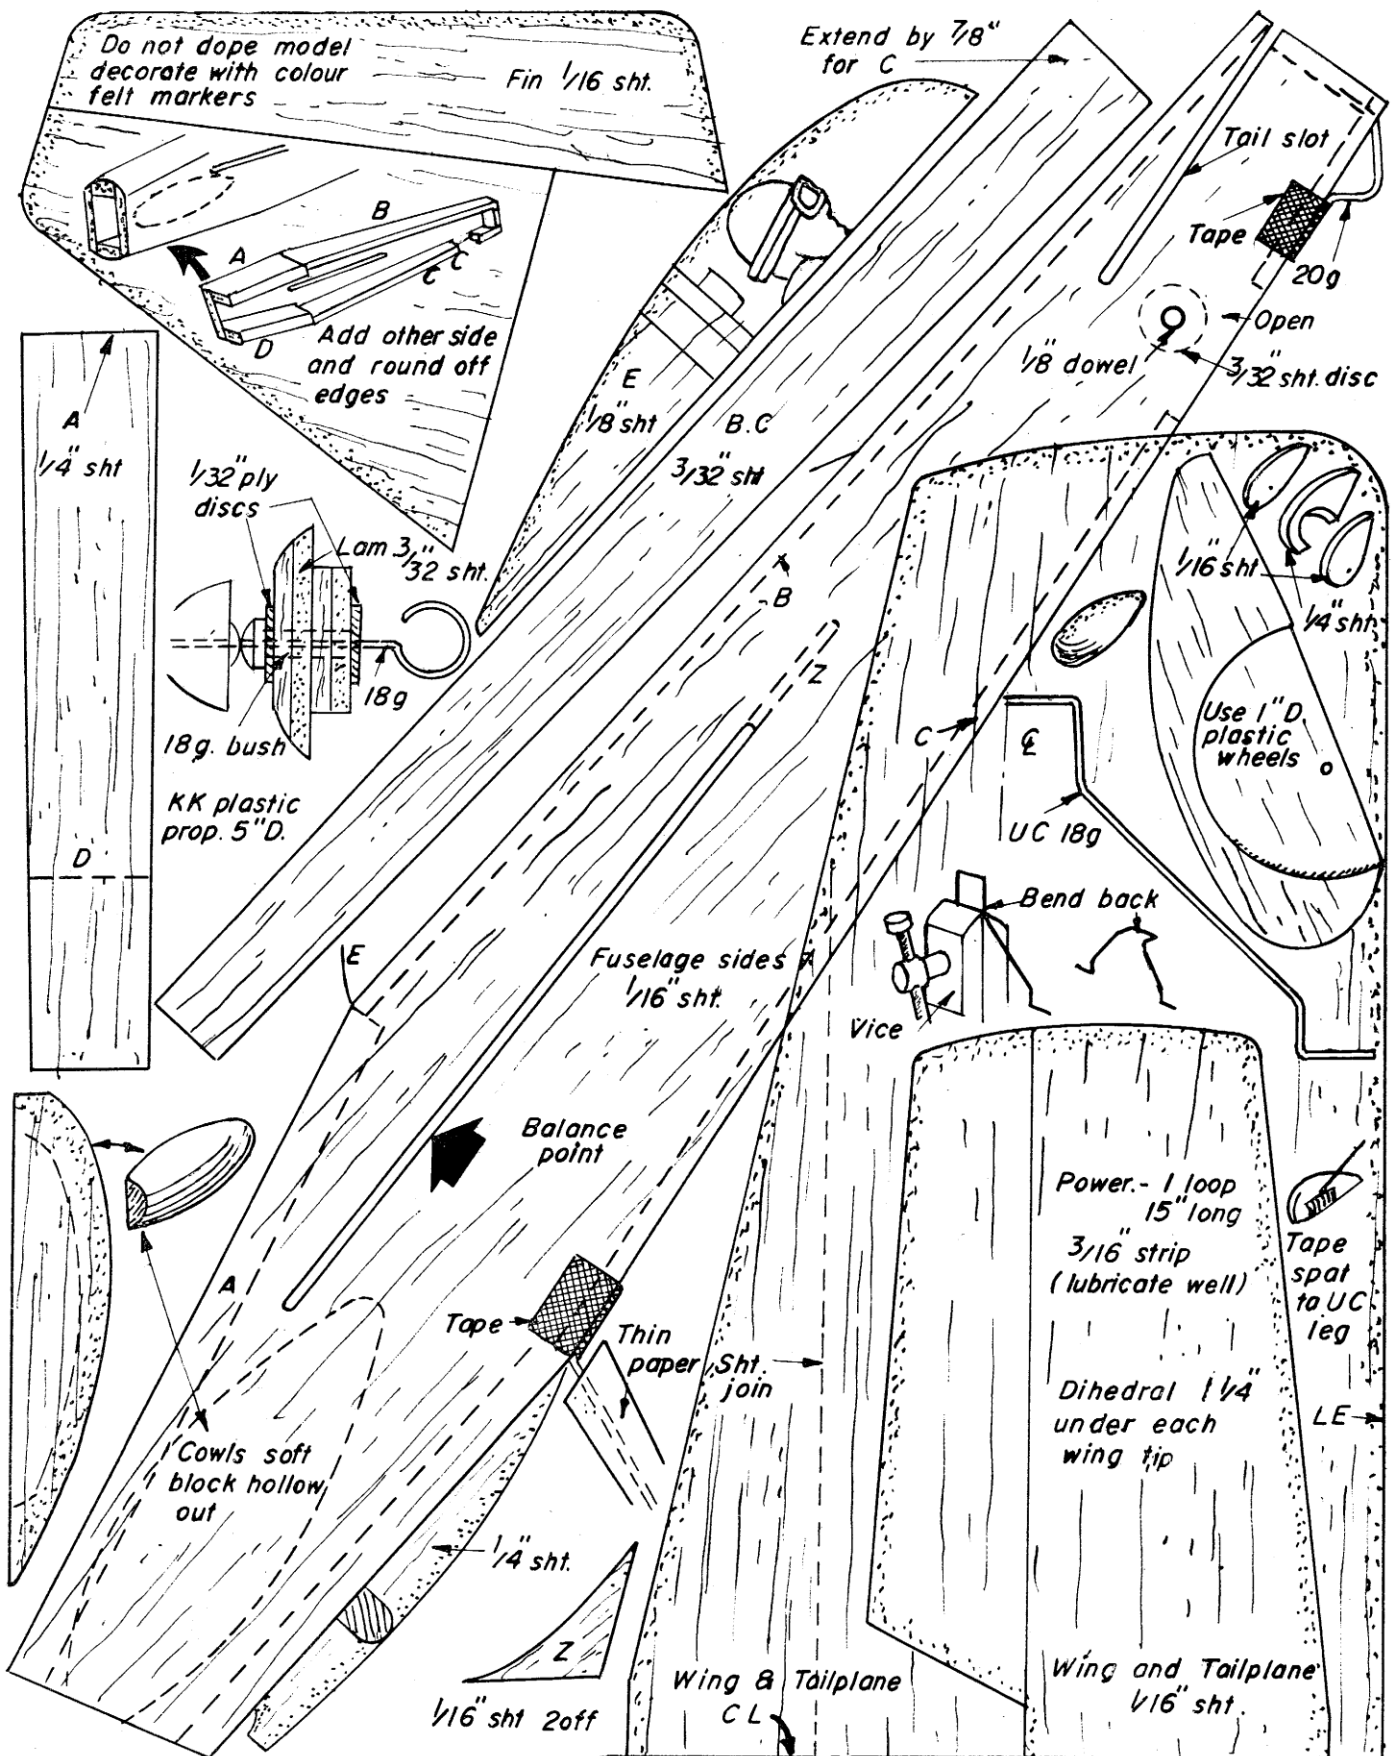 Do not dope model
decorate with colour
felt markers
Fin 1/16 sht.
Extend by 7/8"
for C
Tail slot
Tape
20g
Open
1/8" dowel
3/32" sht. disc
B
A
C
C
D
Add other side
and round off
edges
A
1/4" sht
D
1/32" ply
discs
Lam 3/32" sht.
18g
18g. bush
KK plastic
prop. 5"D.
E
1/8" sht
B.C
3/32" sht
B
Z
C
1/16" sht
1/4" sht
Use 1"D.
plastic
wheels
CL
UC 18g
Bend back
Vice
E
Fuselage sides
1/16" sht.
Balance
point
A
Tape
Thin
paper
Sht.
join
Cowls soft
block hollow
out
1/4" sht.
Z
1/16" sht 2off
Power.- 1 loop
15" long
3/16" strip
(lubricate well)
Tape
spat
to UC
leg
Dihedral 1 1/4"
under each
wing tip
LE
Wing & Tailplane
CL
Wing and Tailplane
1/16" sht.